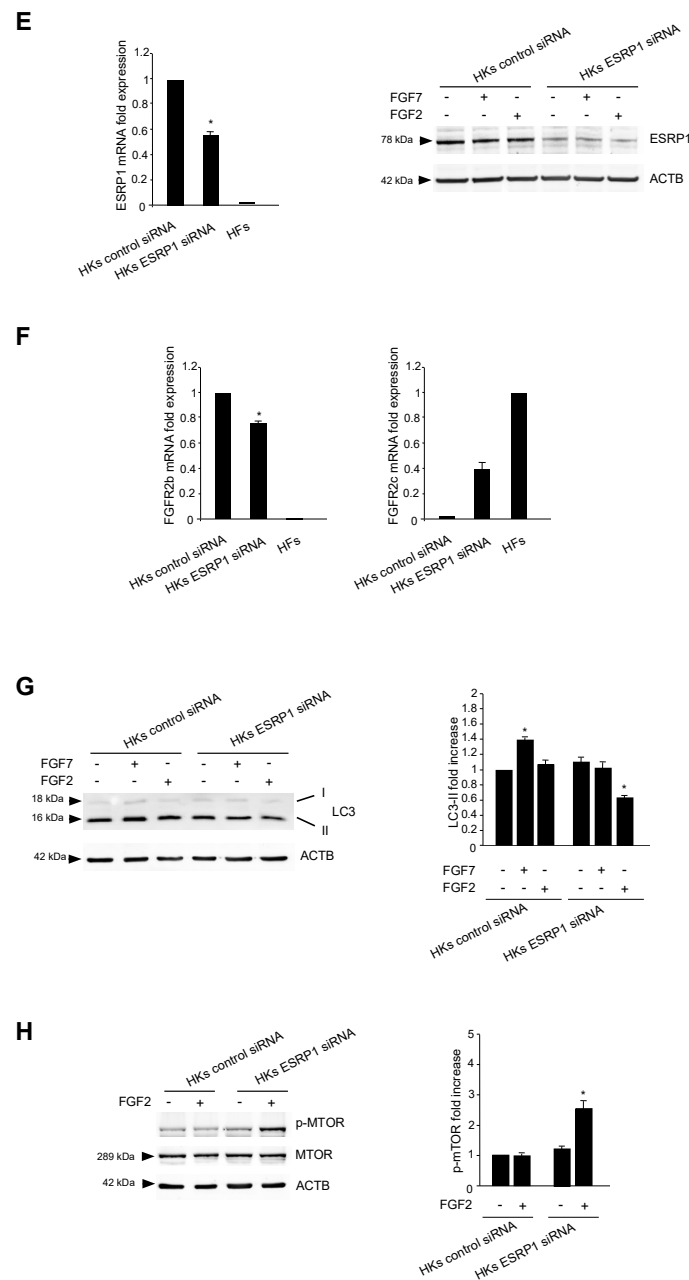 E
ESRP1 mRNA fold expression
1.2
1
0.8
0.6
0.4
0.2
0
*
HKs control siRNA
HKs ESRP1 siRNA
HFs
HKs control siRNA
HKs ESRP1 siRNA
FGF7 - + - - + -
FGF2 - - + - - +
78 kDa ESRP1
42 kDa ACTB
F
FGFR2b mRNA fold expression
1.2
1
0.8
0.6
0.4
0.2
0
*
HKs control siRNA
HKs ESRP1 siRNA
HFs
FGFR2c mRNA fold expression
1.2
1
0.8
0.6
0.4
0.2
0
HKs control siRNA
HKs ESRP1 siRNA
HFs
G
HKs control siRNA
HKs ESRP1 siRNA
FGF7 - + - - + -
FGF2 - - + - - +
18 kDa I
LC3
16 kDa II
42 kDa ACTB
LC3-II fold increase
2
1.8
1.6
1.4
1.2
1
0.8
0.6
0.4
0.2
0
*
*
FGF7 - + - - + -
FGF2 - - + - - +
HKs control siRNA
HKs ESRP1 siRNA
H
HKs control siRNA
HKs ESRP1 siRNA
FGF2 - + - +
p-MTOR
289 kDa MTOR
42 kDa ACTB
p-mTOR fold increase
5
4
3
2
1
0
*
FGF2 - + - +
HKs control siRNA
HKs ESRP1 siRNA